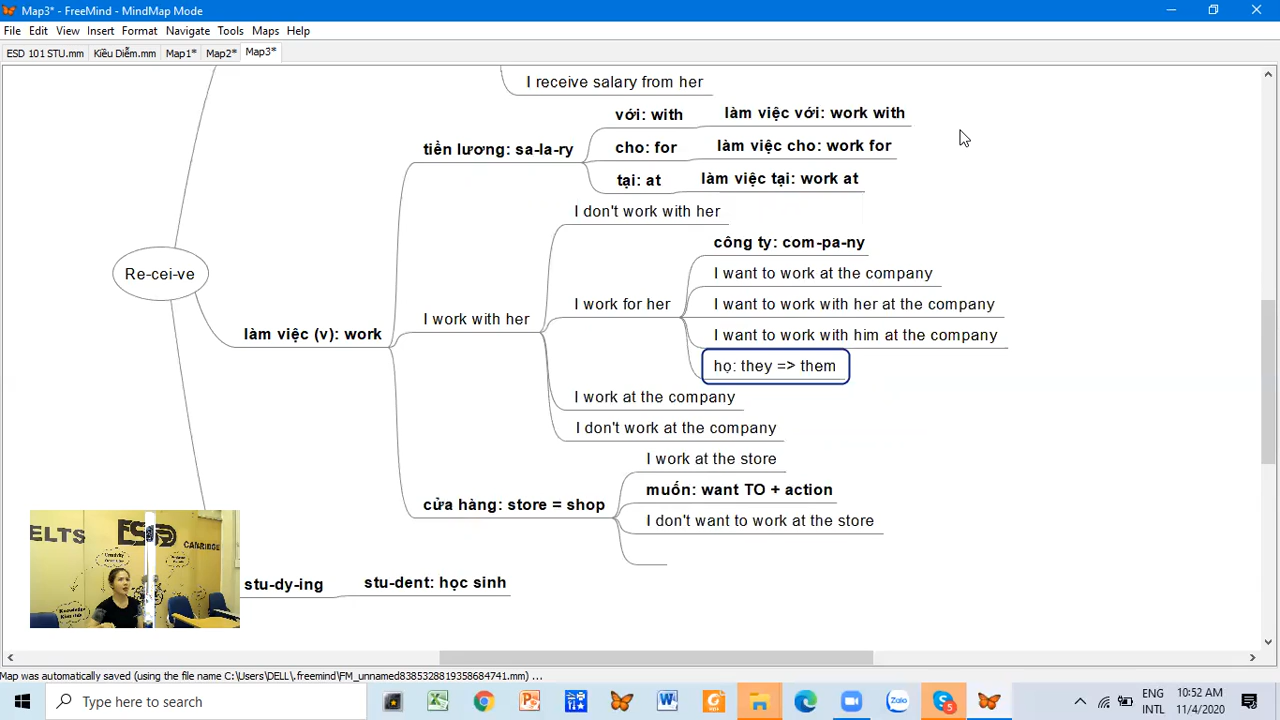 Map3* - FreeMind - MindMap Mode
File Edit View Insert Format Navigate Tools Maps Help
ESD 101 STU.mm Kiều Diễm.mm Map1* Map2* Map3*
I receive salary from her
với: with
làm việc với: work with
tiền lương: sa-la-ry
cho: for
làm việc cho: work for
tại: at
làm việc tại: work at
I don't work with her
công ty: com-pa-ny
I want to work at the company
Re-cei-ve
I work for her
I want to work with her at the company
làm việc (v): work
I work with her
I want to work with him at the company
họ: they => them
I work at the company
I don't work at the company
I work at the store
cửa hàng: store = shop
muốn: want TO + action
I don't want to work at the store
ELTS
ESD
CAMBRIDGE
stu-dy-ing
stu-dent: học sinh
Map was automatically saved (using the file name C:\Users\DELL\.freemind\FM_unnamed8385328819358684741.mm) ...
Type here to search
5
ENG
INTL
10:52 AM
11/4/2020